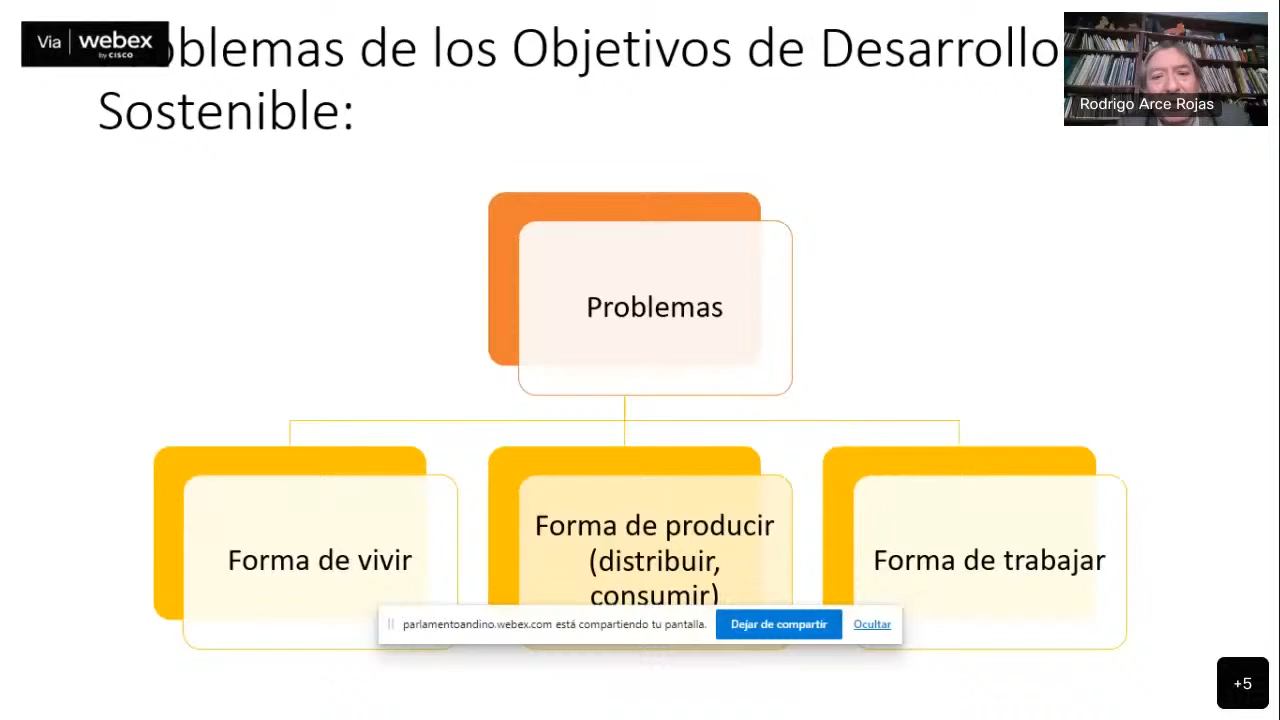 Via webex
by CISCO
oblemas de los Objetivos de Desarrollo
Sostenible:
Rodrigo Arce Rojas
Problemas
Forma de vivir
Forma de producir
(distribuir,
consumir)
Forma de trabajar
parlamentoandino.webex.com está compartiendo tu pantalla.
Dejar de compartir
Ocultar
+5